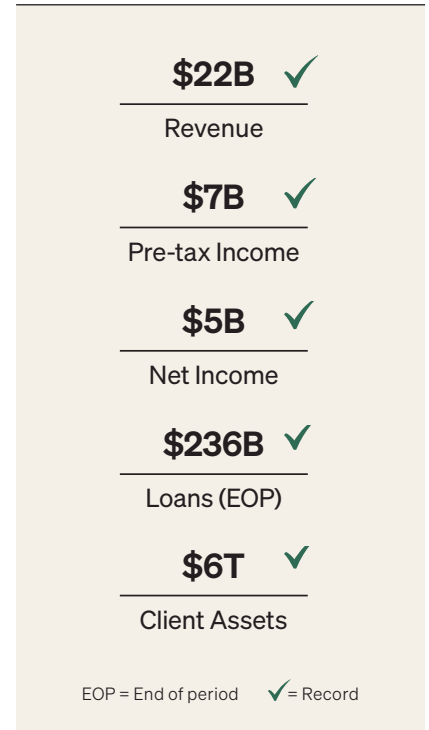 $22B ✓
Revenue
$7B ✓
Pre-tax Income
$5B ✓
Net Income
$236B ✓
Loans (EOP)
$6T ✓
Client Assets
EOP = End of period ✓= Record